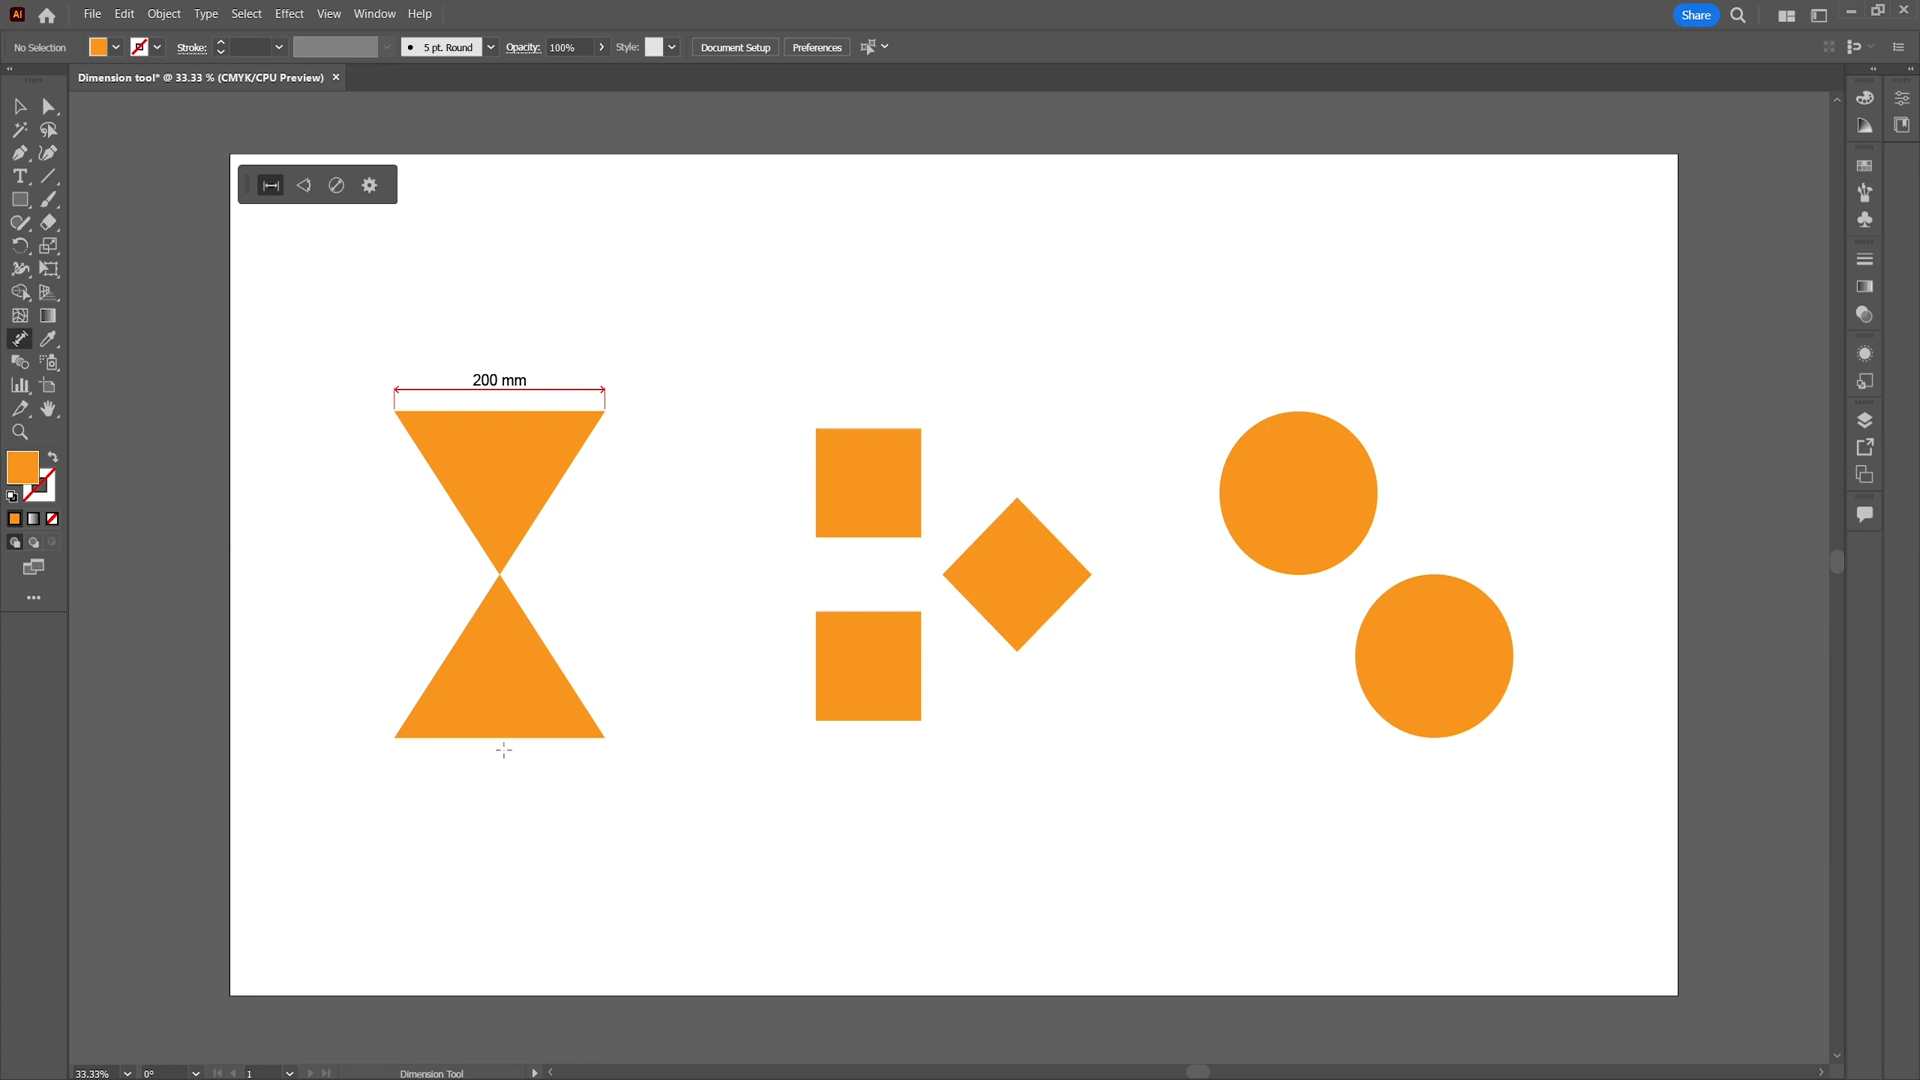 Ai File Edit Object Type Select Effect View Window Help Share
No Selection Stroke: 5 pt. Round Opacity: 100% Style: Document Setup Preferences
Dimension tool* @ 33.33 % (CMYK/CPU Preview) ×
200 mm
33.33% 0° 1 Dimension Tool